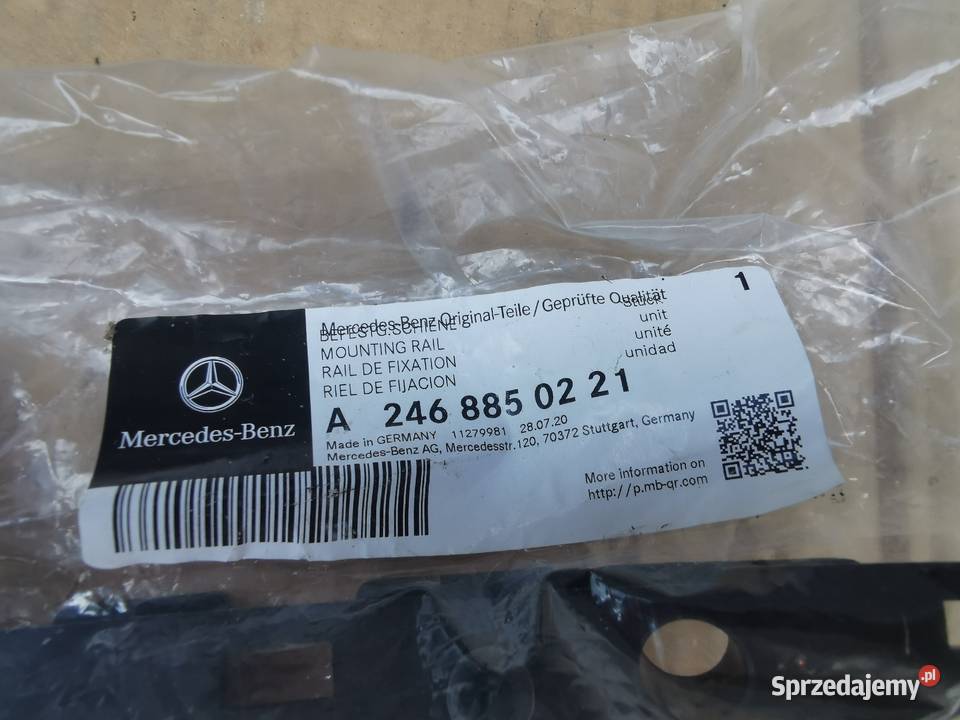 1
Mercedes-Benz Original-Teile/Geprüfte Qualität
BEFESTG.SCHIENE Stück
MOUNTING RAIL unit
RAIL DE FIXATION unité
RIEL DE FIJACION unidad
A 246 885 02 21
Made in GERMANY 11279981 28.07.20
Mercedes-Benz AG, Mercedesstr.120, 70372 Stuttgart, Germany
Mercedes-Benz
More information on
http://p.mb-qr.com
Sprzedajemy.pl